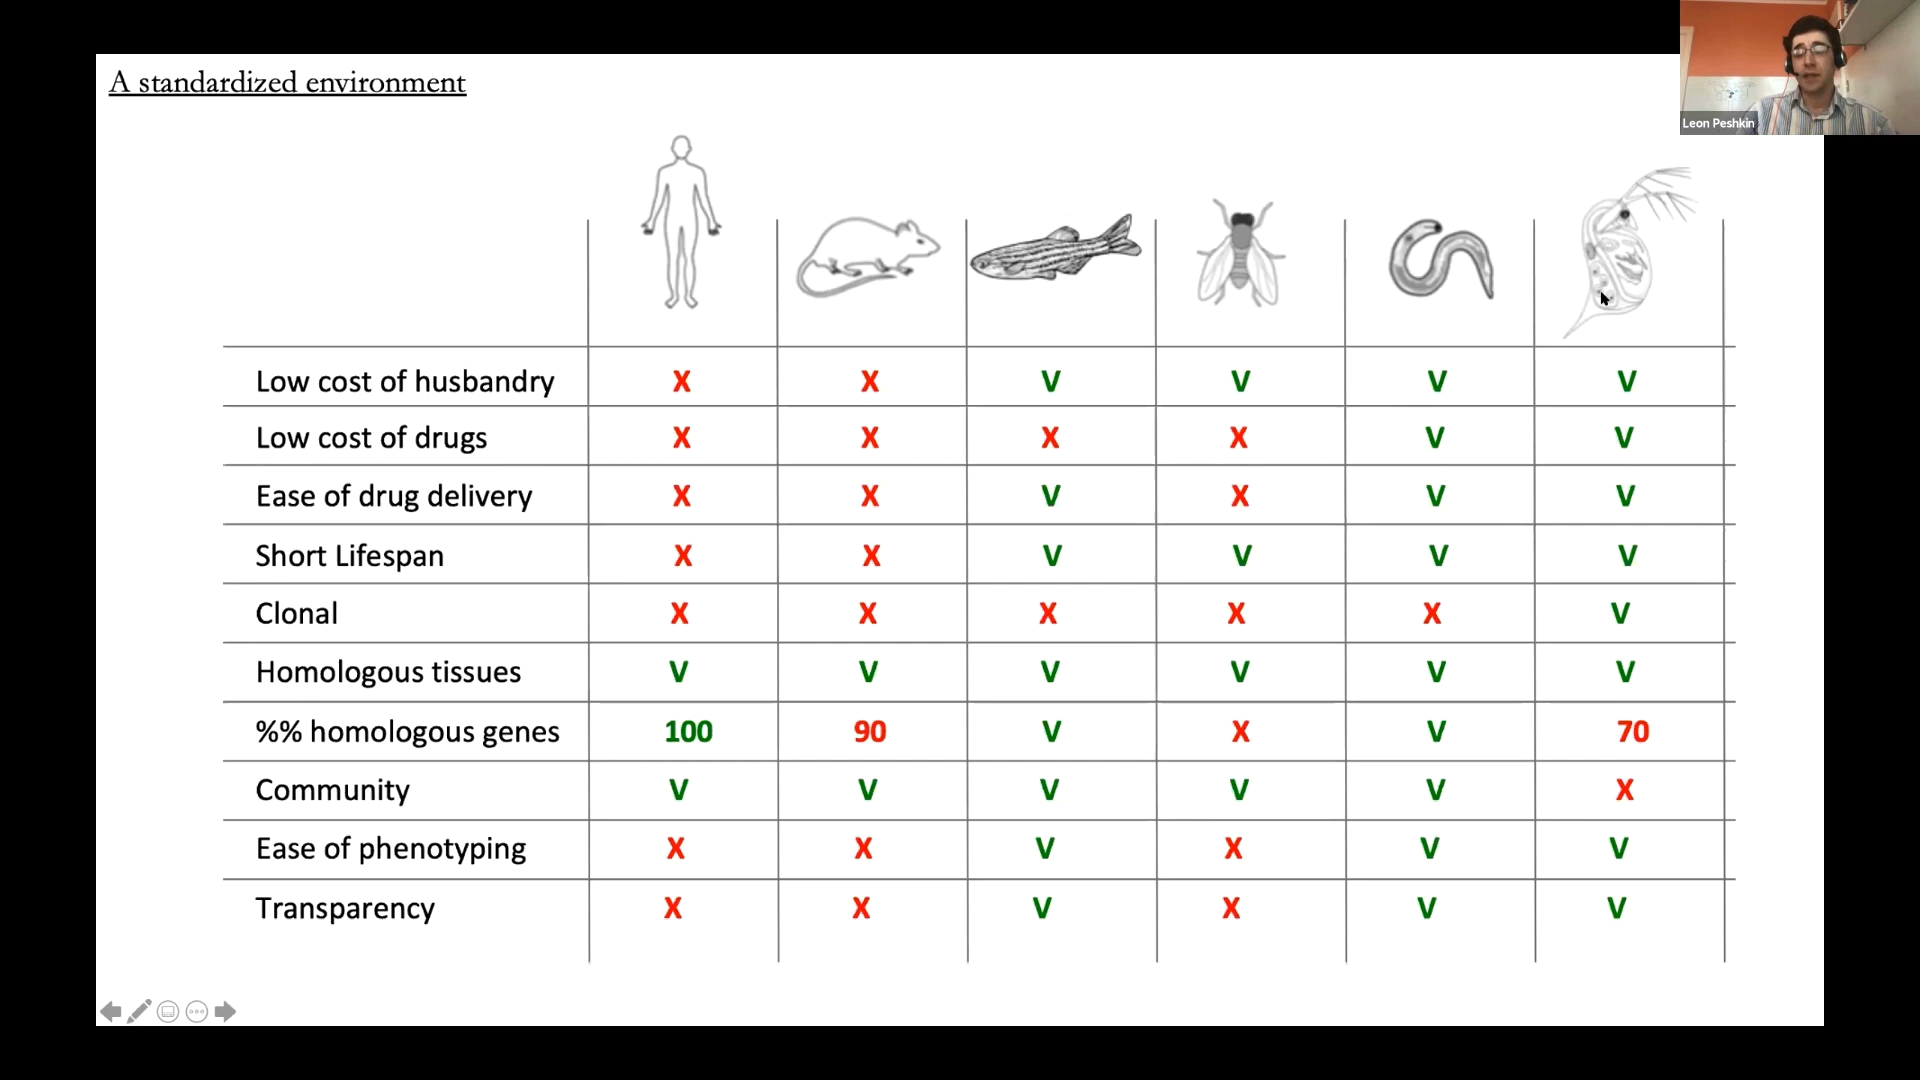 A standardized environment
Leon Peshkin
Low cost of husbandry X X V V V V
Low cost of drugs X X X X V V
Ease of drug delivery X X V X V V
Short Lifespan X X V V V V
Clonal X X X X X V
Homologous tissues V V V V V V
%% homologous genes 100 90 V X V 70
Community V V V V V X
Ease of phenotyping X X V X V V
Transparency X X V X V V